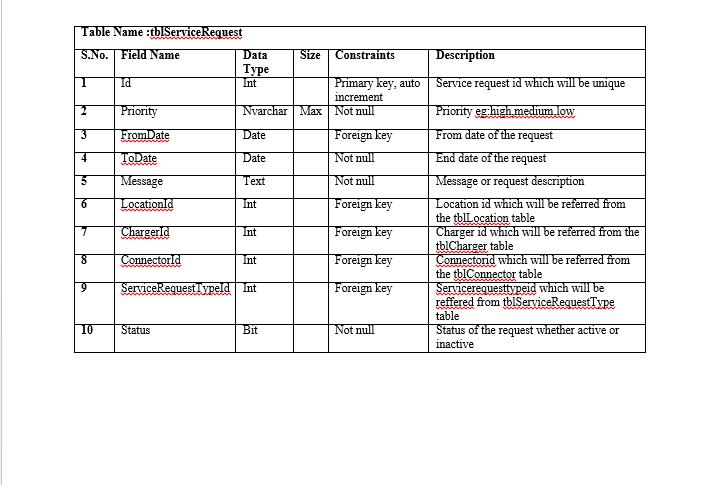 Table Name :tblServiceRequest
S.No. Field Name Data Type Size Constraints Description
1 Id Int Primary key, auto increment Service request id which will be unique
2 Priority Nvarchar Max Not null Priority eg:high,medium,low
3 FromDate Date Foreign key From date of the request
4 ToDate Date Not null End date of the request
5 Message Text Not null Message or request description
6 LocationId Int Foreign key Location id which will be referred from the tblLocation table
7 ChargerId Int Foreign key Charger id which will be referred from the tblCharger table
8 ConnectorId Int Foreign key Connectorid which will be referred from the tblConnector table
9 ServiceRequestTypeId Int Foreign key Servicerequesttypeid which will be reffered from tblServiceRequestType table
10 Status Bit Not null Status of the request whether active or inactive